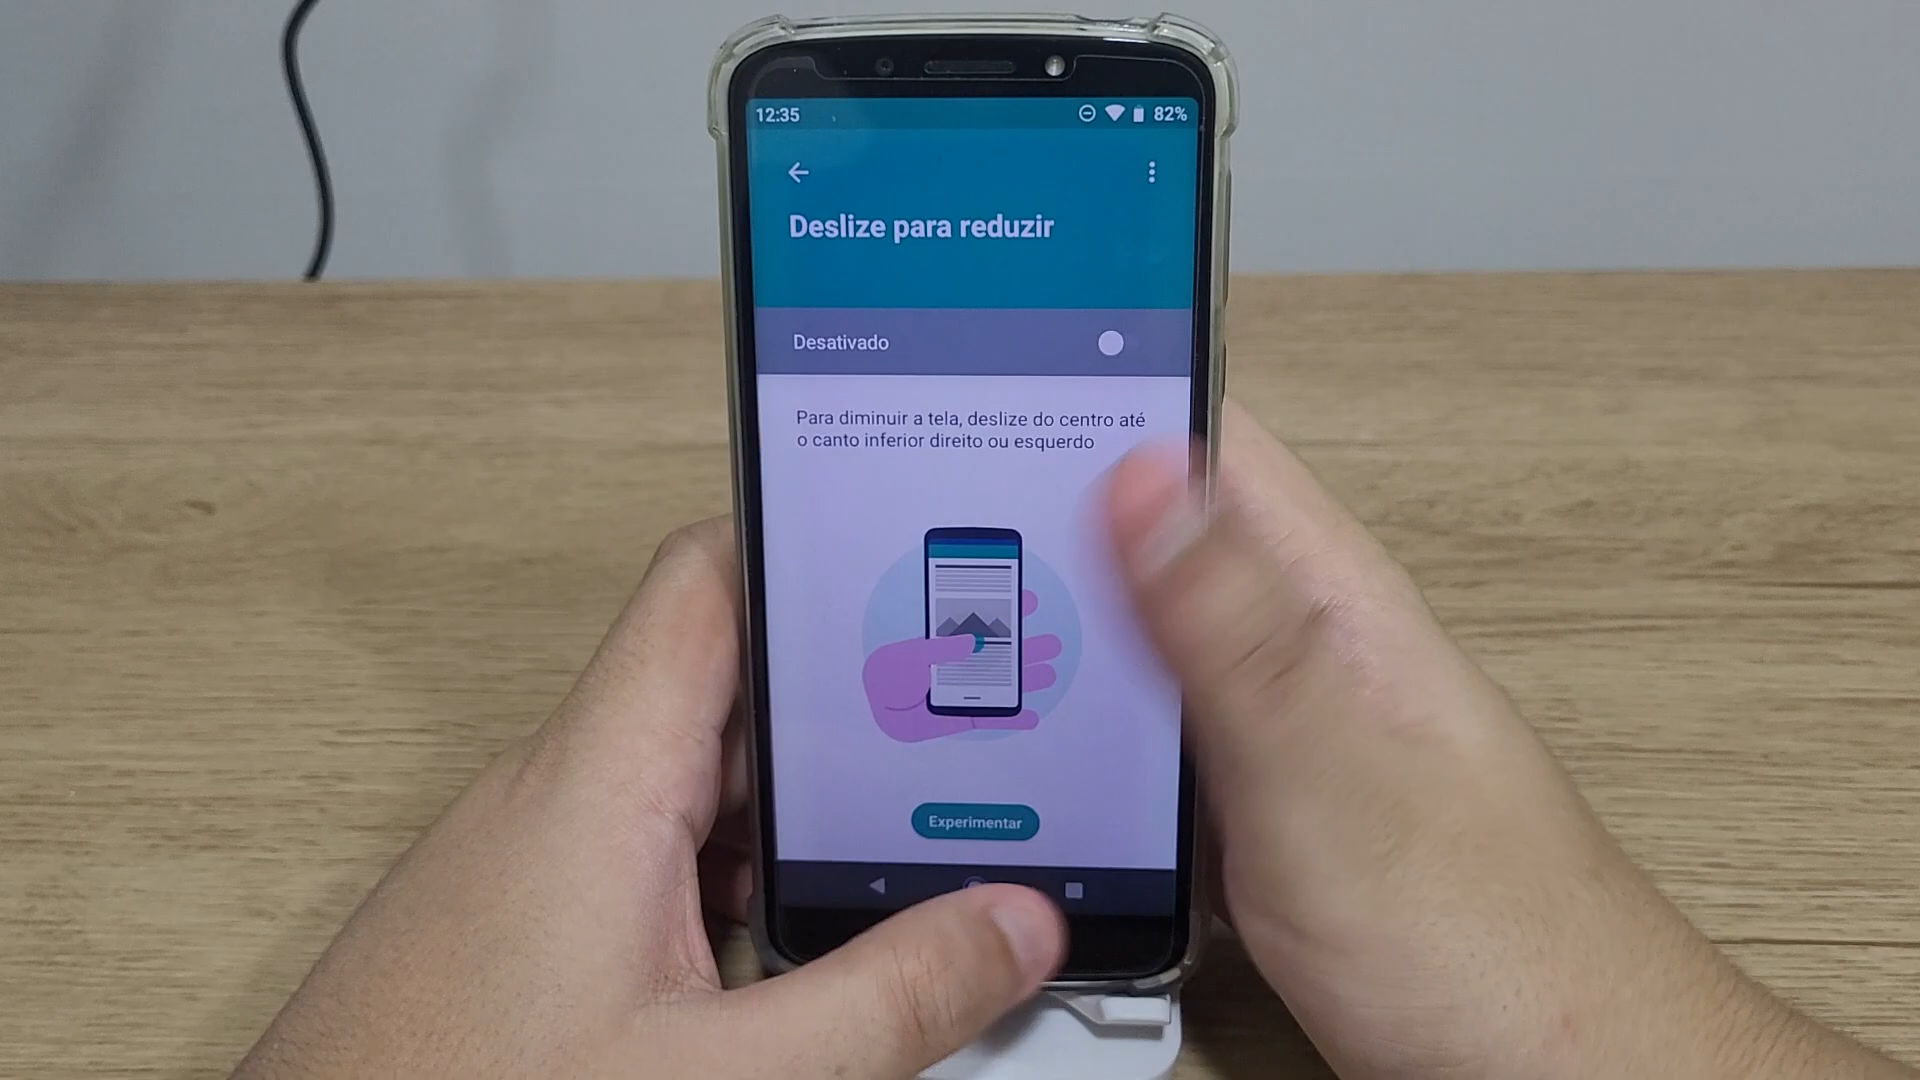 12:35
82%
Deslize para reduzir
Desativado
Para diminuir a tela, deslize do centro até
o canto inferior direito ou esquerdo
Experimentar